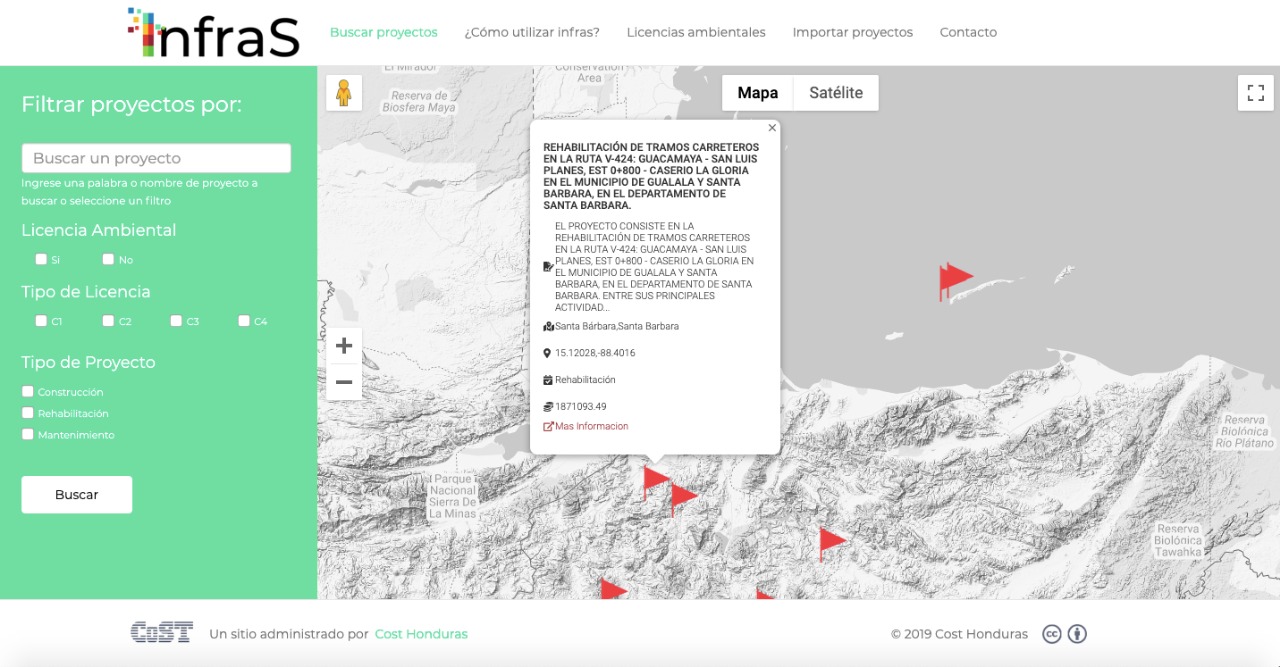 InfraS
Buscar proyectos
¿Cómo utilizar infras?
Licencias ambientales
Importar proyectos
Contacto
Filtrar proyectos por:
Buscar un proyecto
Ingrese una palabra o nombre de proyecto a
buscar o seleccione un filtro
Licencia Ambiental
Si
No
Tipo de Licencia
C1
C2
C3
C4
Tipo de Proyecto
Construcción
Rehabilitación
Mantenimiento
Buscar
El Mirador
Reserva de
Biosfera Maya
Conservation
Area
Mapa
Satélite
REHABILITACIÓN DE TRAMOS CARRETEROS
EN LA RUTA V-424: GUACAMAYA - SAN LUIS
PLANES, EST 0+800 - CASERIO LA GLORIA
EN EL MUNICIPIO DE GUALALA Y SANTA
BARBARA, EN EL DEPARTAMENTO DE
SANTA BARBARA.
EL PROYECTO CONSISTE EN LA
REHABILITACIÓN DE TRAMOS CARRETEROS
EN LA RUTA V-424: GUACAMAYA - SAN LUIS
PLANES, EST 0+800 - CASERIO LA GLORIA EN
EL MUNICIPIO DE GUALALA Y SANTA
BARBARA, EN EL DEPARTAMENTO DE SANTA
BARBARA. ENTRE SUS PRINCIPALES
ACTIVIDAD...
Santa Bárbara,Santa Barbara
15.12028,-88.4016
Rehabilitación
1871093.49
Mas Informacion
Parque
Nacional
Sierra De
La Minas
Reserva
Biolónica
Rio Plátano
Reserva
Biolónica
Tawahka
CoST
Un sitio administrado por Cost Honduras
© 2019 Cost Honduras
cc